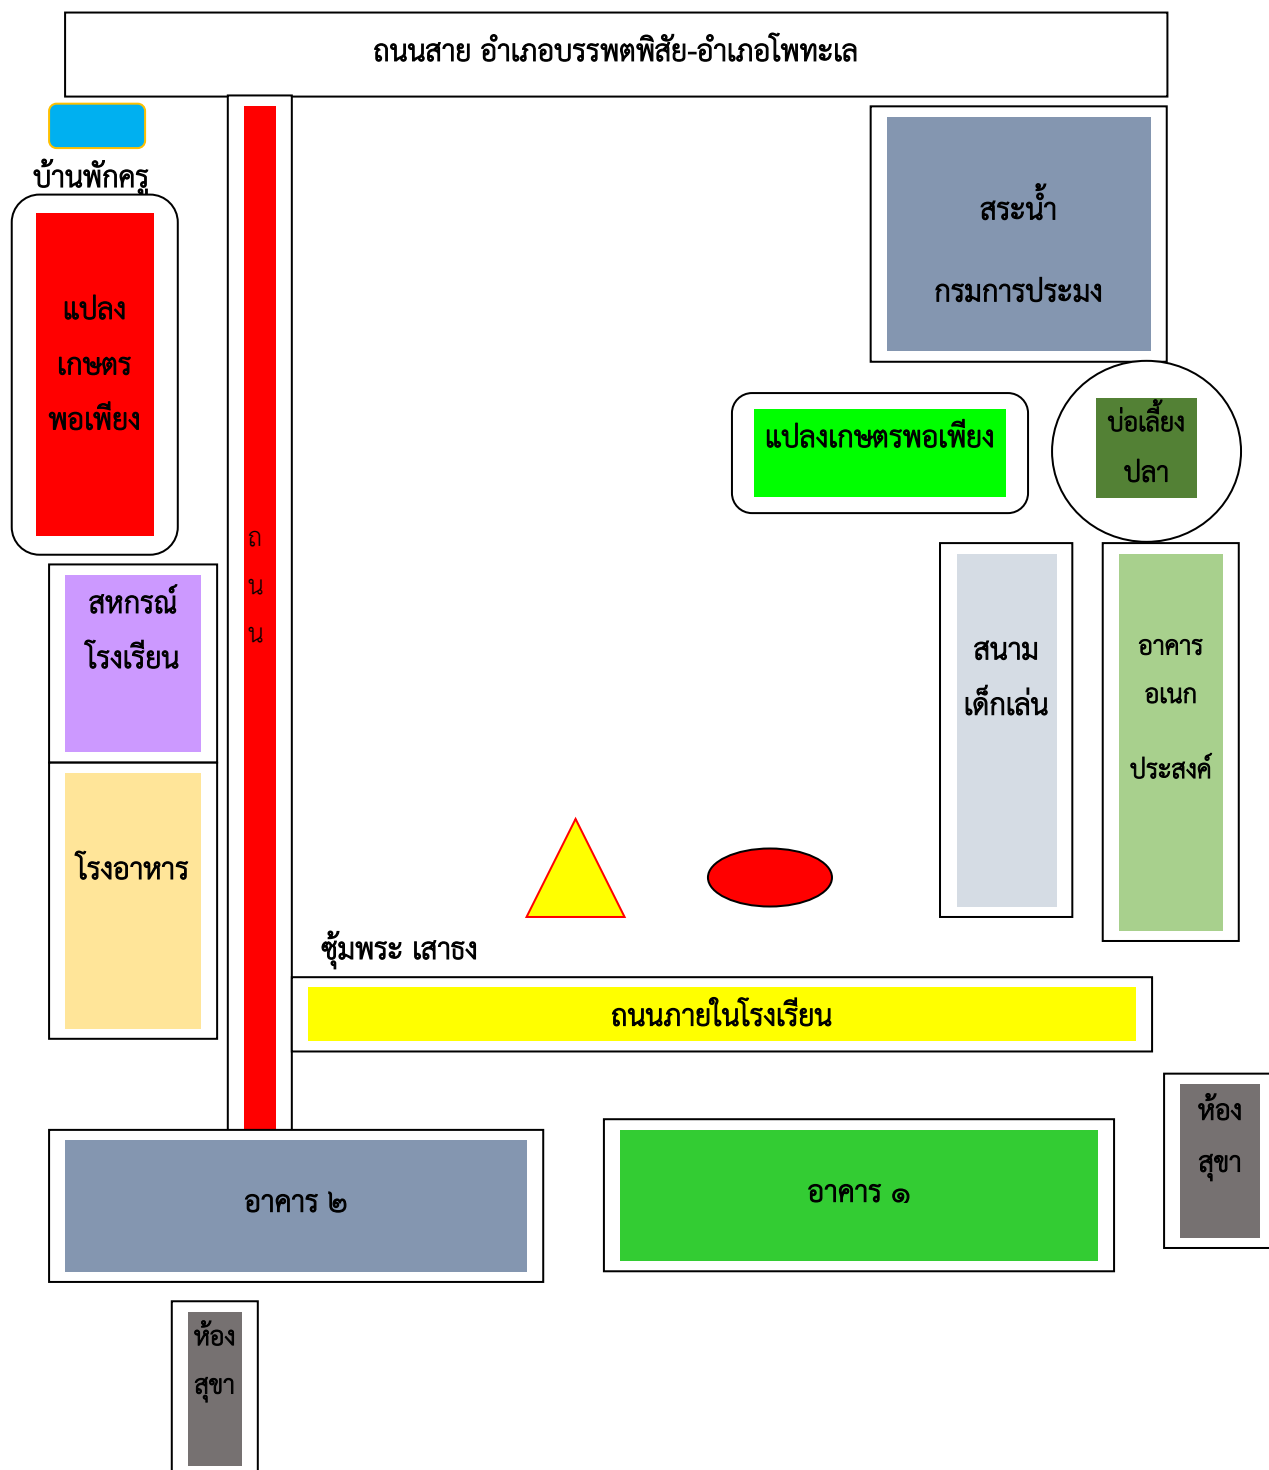 ถนนสาย อำเภอบรรพตพิสัย-อำเภอโพทะเล
บ้านพักครู
สระน้ำ
กรมการประมง
แปลง
เกษตร
พอเพียง
แปลงเกษตรพอเพียง
บ่อเลี้ยง
ปลา
ถ
น
น
สหกรณ์
โรงเรียน
สนาม
เด็กเล่น
อาคาร
อเนก
ประสงค์
โรงอาหาร
ซุ้มพระ เสาธง
ถนนภายในโรงเรียน
ห้อง
สุขา
อาคาร ๒
อาคาร ๑
ห้อง
สุขา